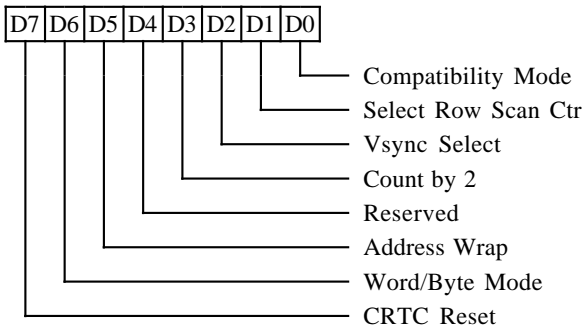 D7 D6 D5 D4 D3 D2 D1 D0
Compatibility Mode
Select Row Scan Ctr
Vsync Select
Count by 2
Reserved
Address Wrap
Word/Byte Mode
CRTC Reset